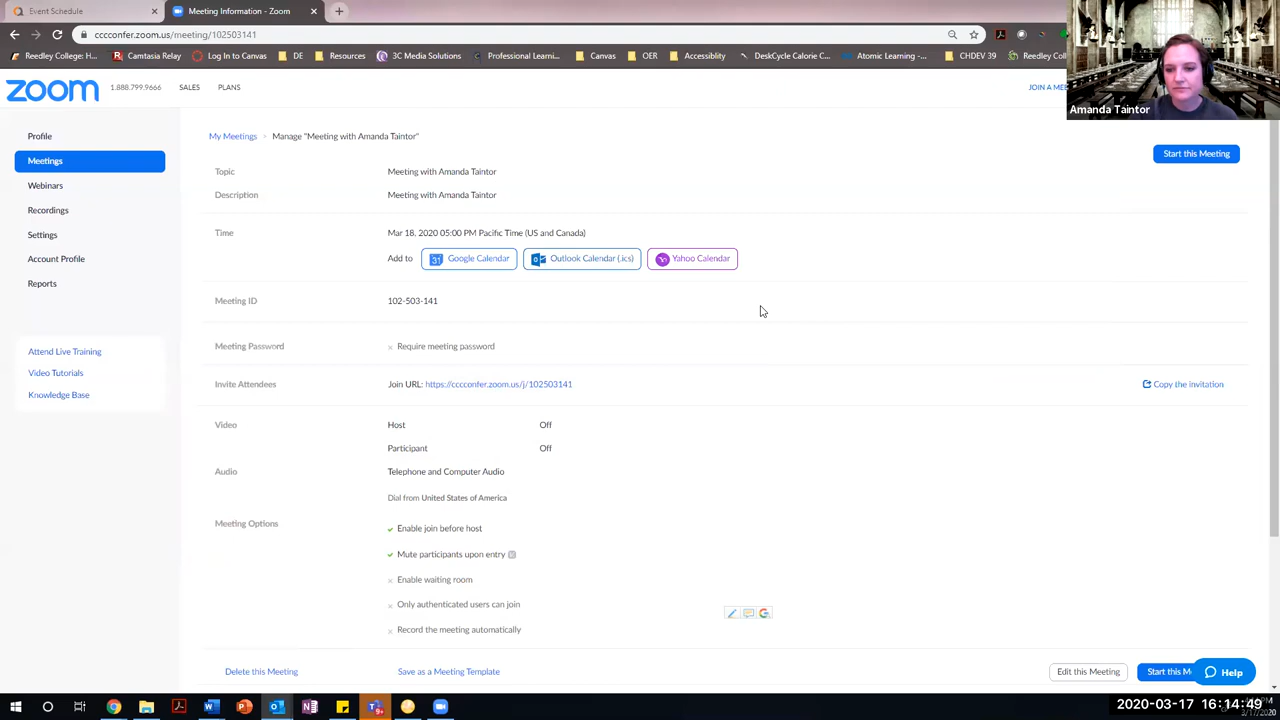 Event Schedule
Meeting Information - Zoom
cccconfer.zoom.us/meeting/102503141
Reedley College: H...
Camtasia Relay
Log In to Canvas
DE
Resources
3C Media Solutions
Professional Learni...
Canvas
OER
Accessiblity
DeskCycle Calorie C...
Atomic Learning -...
CHDEV 39
Reedley Coll
zoom
1.888.799.9666
SALES
PLANS
JOIN A MEE
Amanda Taintor
Profile
Meetings
Webinars
Recordings
Settings
Account Profile
Reports
Attend Live Training
Video Tutorials
Knowledge Base
My Meetings > Manage "Meeting with Amanda Taintor"
Start this Meeting
Topic Meeting with Amanda Taintor
Description Meeting with Amanda Taintor
Time Mar 18, 2020 05:00 PM Pacific Time (US and Canada)
Add to 31 Google Calendar Outlook Calendar (.ics) Yahoo Calendar
Meeting ID 102-503-141
Meeting Password × Require meeting password
Invite Attendees Join URL: https://cccconfer.zoom.us/j/102503141 Copy the invitation
Video Host Off
Participant Off
Audio Telephone and Computer Audio
Dial from United States of America
Meeting Options
Enable join before host
Mute participants upon entry
Enable waiting room
Only authenticated users can join
Record the meeting automatically
Delete this Meeting Save as a Meeting Template Edit this Meeting Start this M
Help
2020-03-17 16:14:49
3/17/2020